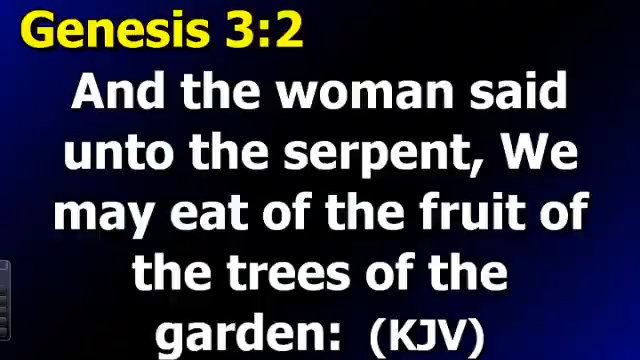 Genesis 3:2
And the woman said
unto the serpent, We
may eat of the fruit of
the trees of the
garden: (KJV)